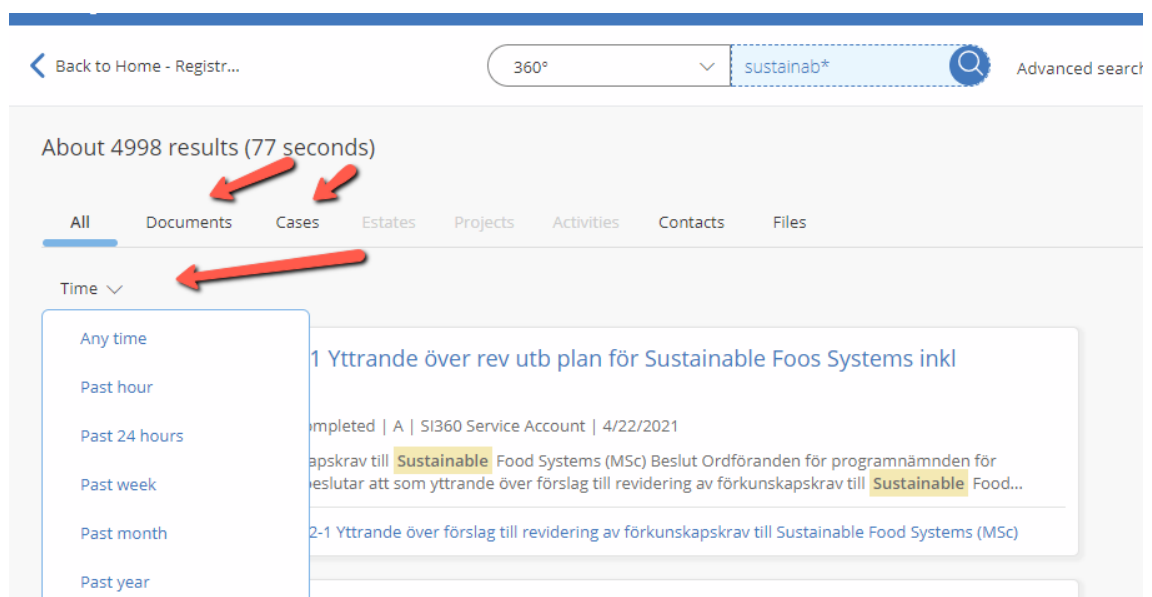 Back to Home - Registr...
360°
sustainab*
Advanced search
About 4998 results (77 seconds)
All Documents Cases Estates Projects Activities Contacts Files
Time
Any time
Past hour
Past 24 hours
Past week
Past month
Past year
1 Yttrande över rev utb plan för Sustainable Foos Systems inkl
mpleted | A | SI360 Service Account | 4/22/2021
apskrav till Sustainable Food Systems (MSc) Beslut Ordföranden för programnämnden för
eslutar att som yttrande över förslag till revidering av förkunskapskrav till Sustainable Food...
2-1 Yttrande över förslag till revidering av förkunskapskrav till Sustainable Food Systems (MSc)